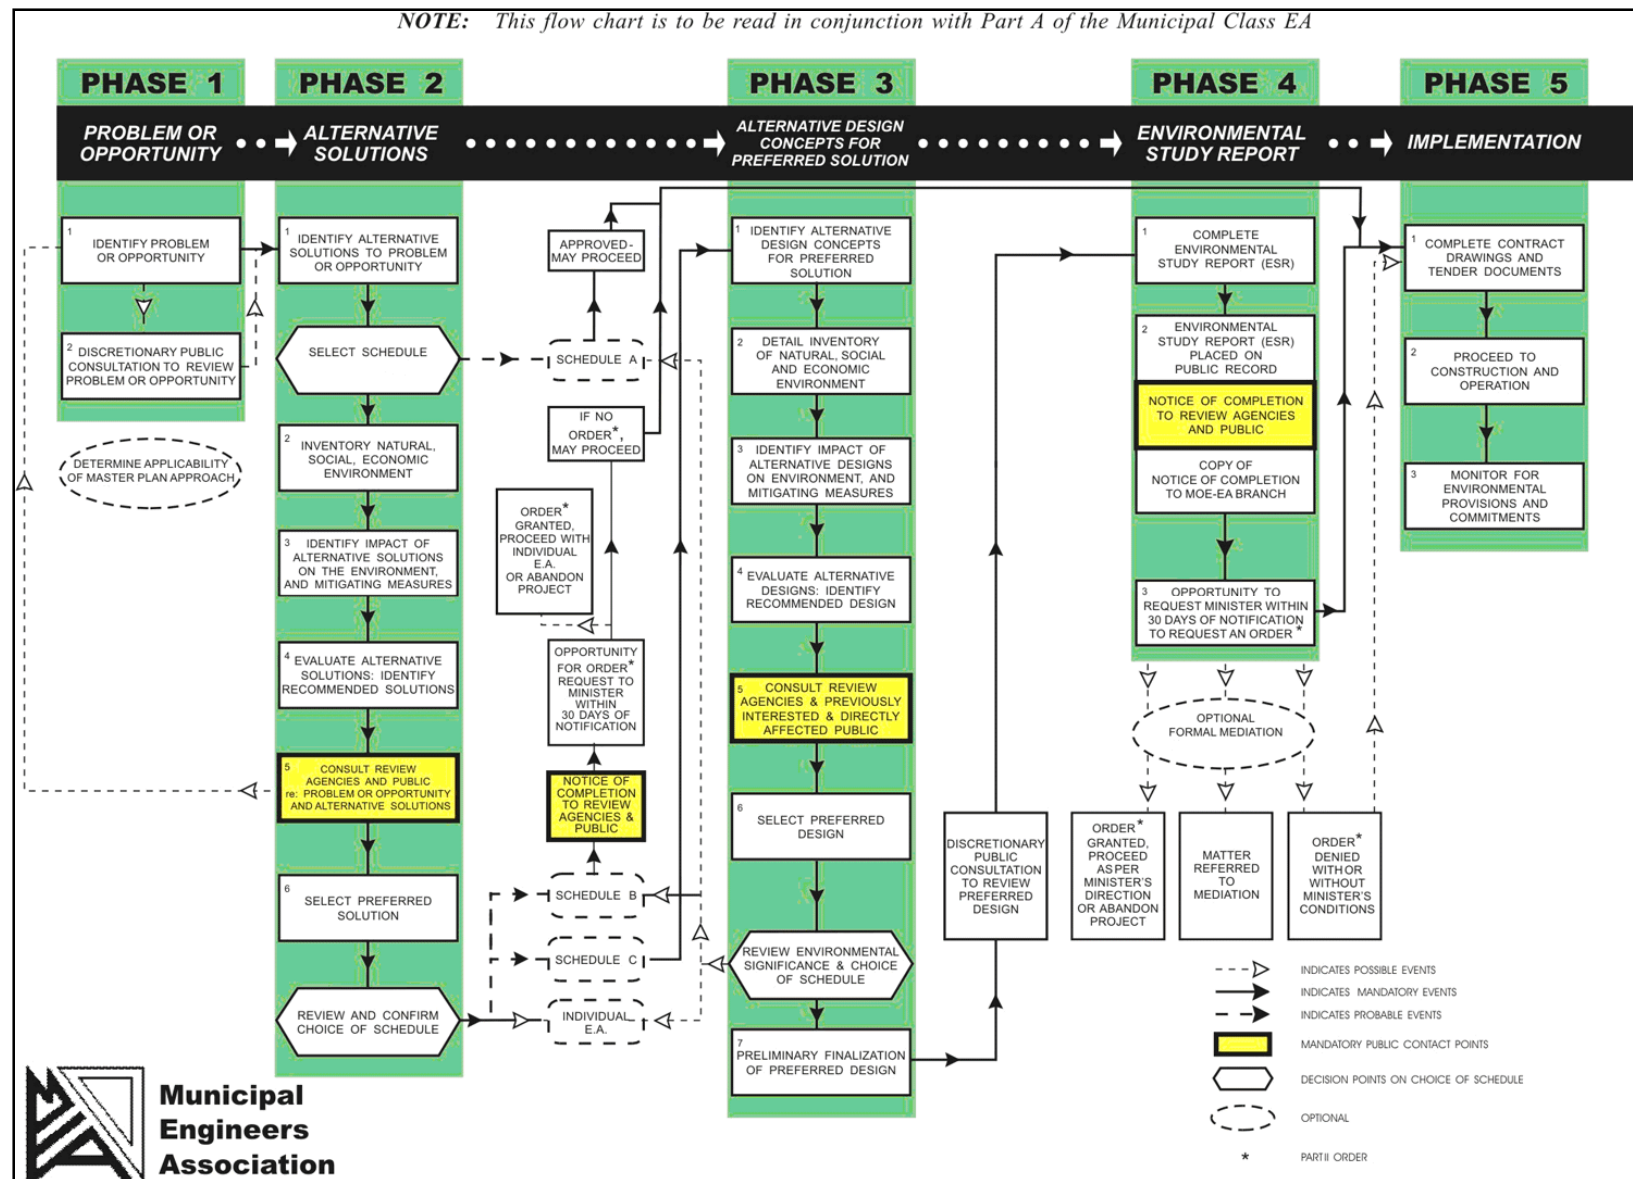 NOTE: This flow chart is to be read in conjunction with Part A of the Municipal Class EA
PHASE 1
PROBLEM OR
OPPORTUNITY
1
IDENTIFY PROBLEM
OR OPPORTUNITY
2
DISCRETIONARY PUBLIC
CONSULTATION TO REVIEW
PROBLEM OR OPPORTUNITY
DETERMINE APPLICABILITY
OF MASTER PLAN APPROACH
PHASE 2
ALTERNATIVE
SOLUTIONS
1
IDENTIFY ALTERNATIVE
SOLUTIONS TO PROBLEM
OR OPPORTUNITY
SELECT SCHEDULE
2
INVENTORY NATURAL,
SOCIAL, ECONOMIC
ENVIRONMENT
3
IDENTIFY IMPACT OF
ALTERNATIVE SOLUTIONS
ON THE ENVIRONMENT,
AND MITIGATING MEASURES
4
EVALUATE ALTERNATIVE
SOLUTIONS: IDENTIFY
RECOMMENDED SOLUTIONS
5
CONSULT REVIEW
AGENCIES AND PUBLIC
re: PROBLEM OR OPPORTUNITY
AND ALTERNATIVE SOLUTIONS
6
SELECT PREFERRED
SOLUTION
REVIEW AND CONFIRM
CHOICE OF SCHEDULE
APPROVED-
MAY PROCEED
SCHEDULE A
IF NO
ORDER*,
MAY PROCEED
ORDER*
GRANTED,
PROCEED WITH
INDIVIDUAL
E.A.
OR ABANDON
PROJECT
OPPORTUNITY
FOR ORDER*
REQUEST TO
MINISTER
WITHIN
30 DAYS OF
NOTIFICATION
NOTICE OF
COMPLETION
TO REVIEW
AGENCIES &
PUBLIC
SCHEDULE B
SCHEDULE C
INDIVIDUAL
E.A.
PHASE 3
ALTERNATIVE DESIGN
CONCEPTS FOR
PREFERRED SOLUTION
1
IDENTIFY ALTERNATIVE
DESIGN CONCEPTS
FOR PREFERRED
SOLUTION
2
DETAIL INVENTORY
OF NATURAL, SOCIAL
AND ECONOMIC
ENVIRONMENT
3
IDENTIFY IMPACT OF
ALTERNATIVE DESIGNS
ON ENVIRONMENT, AND
MITIGATING MEASURES
4
EVALUATE ALTERNATIVE
DESIGNS: IDENTIFY
RECOMMENDED DESIGN
5
CONSULT REVIEW
AGENCIES & PREVIOUSLY
INTERESTED & DIRECTLY
AFFECTED PUBLIC
6
SELECT PREFERRED
DESIGN
REVIEW ENVIRONMENTAL
SIGNIFICANCE & CHOICE
OF SCHEDULE
7
PRELIMINARY FINALIZATION
OF PREFERRED DESIGN
DISCRETIONARY
PUBLIC
CONSULTATION
TO REVIEW
PREFERRED
DESIGN
PHASE 4
ENVIRONMENTAL
STUDY REPORT
1
COMPLETE
ENVIRONMENTAL
STUDY REPORT (ESR)
2
ENVIRONMENTAL
STUDY REPORT (ESR)
PLACED ON
PUBLIC RECORD
NOTICE OF COMPLETION
TO REVIEW AGENCIES
AND PUBLIC
COPY OF
NOTICE OF COMPLETION
TO MOE-EA BRANCH
3
OPPORTUNITY TO
REQUEST MINISTER WITHIN
30 DAYS OF NOTIFICATION
TO REQUEST AN ORDER*
OPTIONAL
FORMAL MEDIATION
ORDER*
GRANTED,
PROCEED
AS PER
MINISTER'S
DIRECTION
OR ABANDON
PROJECT
MATTER
REFERRED
TO
MEDIATION
ORDER*
DENIED
WITH OR
WITHOUT
MINISTER'S
CONDITIONS
PHASE 5
IMPLEMENTATION
1
COMPLETE CONTRACT
DRAWINGS AND
TENDER DOCUMENTS
2
PROCEED TO
CONSTRUCTION AND
OPERATION
3
MONITOR FOR
ENVIRONMENTAL
PROVISIONS AND
COMMITMENTS
INDICATES POSSIBLE EVENTS
INDICATES MANDATORY EVENTS
INDICATES PROBABLE EVENTS
MANDATORY PUBLIC CONTACT POINTS
DECISION POINTS ON CHOICE OF SCHEDULE
OPTIONAL
* PART II ORDER
MEA
Municipal
Engineers
Association